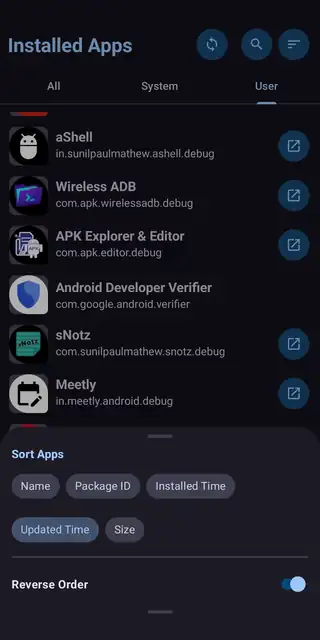 Installed Apps
All
System
User
aShell
in.sunilpaulmathew.ashell.debug
Wireless ADB
com.apk.wirelessadb.debug
APK Explorer & Editor
com.apk.editor.debug
Android Developer Verifier
com.google.android.verifier
sNotz
com.sunilpaulmathew.snotz.debug
Meetly
in.meetly.android.debug
Sort Apps
Name
Package ID
Installed Time
Updated Time
Size
Reverse Order